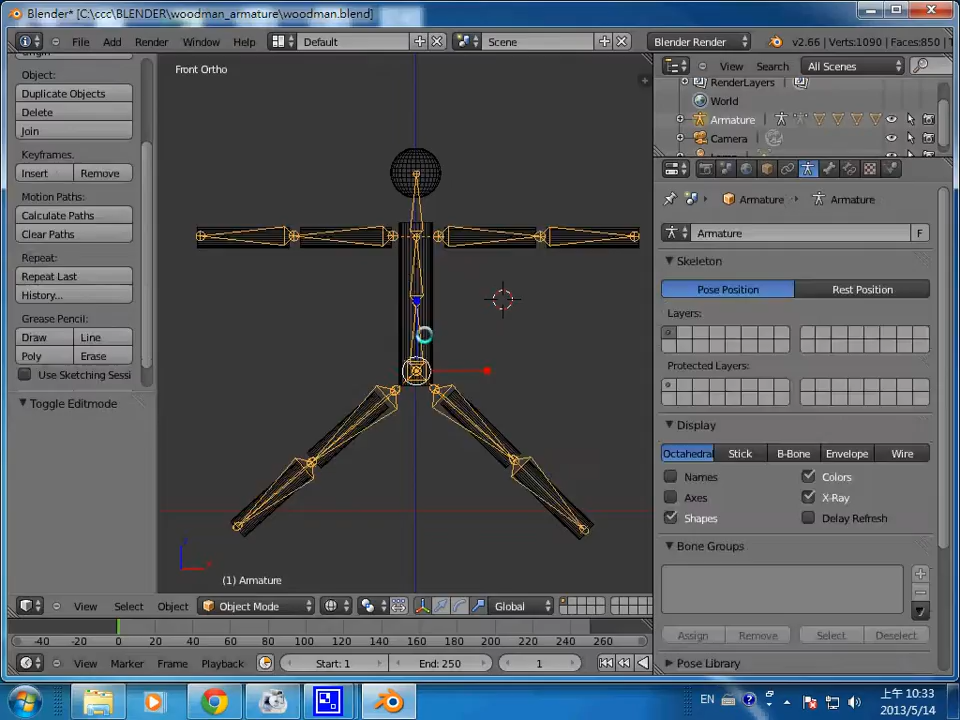 Blender* [C:\ccc\BLENDER\woodman_armature\woodman.blend]
File Add Render Window Help Default Scene Blender Render v2.66 | Verts:1090 | Faces:850 |
Object:
Duplicate Objects
Delete
Join
Keyframes:
Insert Remove
Motion Paths:
Calculate Paths
Clear Paths
Repeat:
Repeat Last
History...
Grease Pencil:
Draw Line
Poly Erase
Use Sketching Sessi
Toggle Editmode
Front Ortho
(1) Armature
View Select Object Object Mode Global
-40 -20 0 20 40 60 80 100 120 140 160 180 200 220 240 260
View Marker Frame Playback Start: 1 End: 250 1
View Search All Scenes
RenderLayers
World
Armature
Camera
Armature Armature
Armature F
Skeleton
Pose Position Rest Position
Layers:
Protected Layers:
Display
Octahedral Stick B-Bone Envelope Wire
Names Colors
Axes X-Ray
Shapes Delay Refresh
Bone Groups
Assign Remove Select Deselect
Pose Library
EN
上午 10:33
2013/5/14